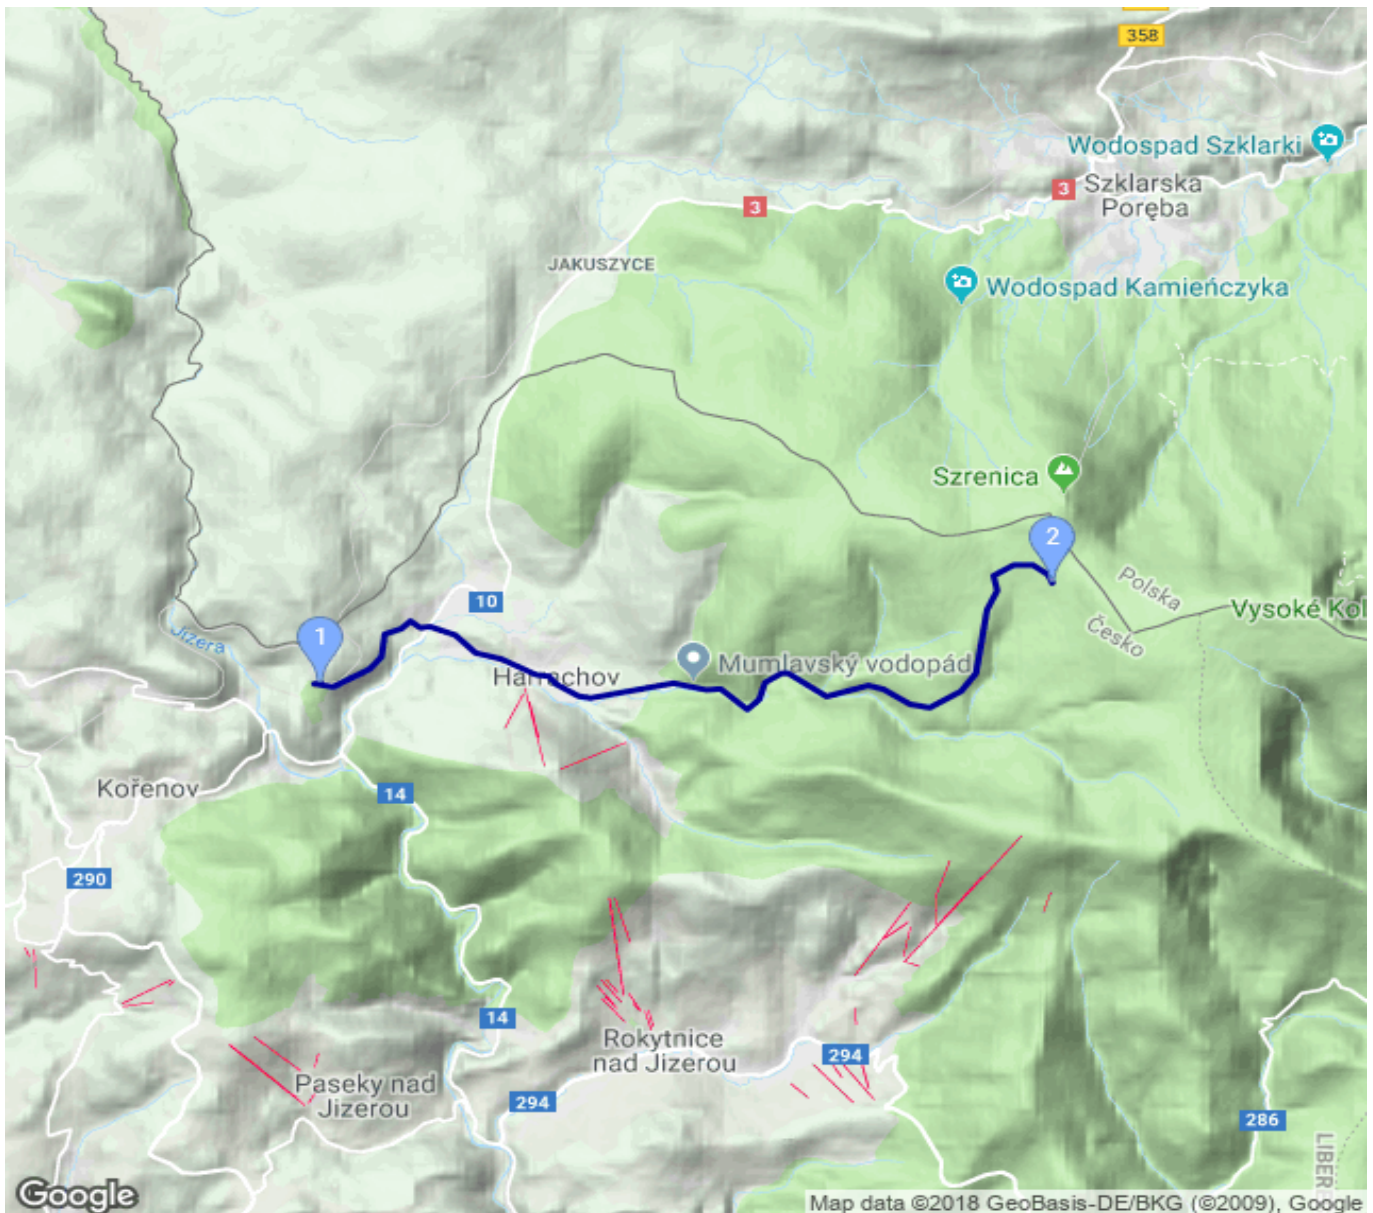 358
Wodospad Szklarki
3
Szklarska
Poręba
3
JAKUSZYCE
Wodospad Kamieńczyka
Szrenica
2
Polska
10
Vysoké Kol
Česko
Jizera
1
Mumlavský vodopád
Harrachov
Kořenov
14
290
14
Rokytnice
nad Jizerou
294
Paseky nad
Jizerou
294
286
LIBERE
Google
Map data ©2018 GeoBasis-DE/BKG (©2009), Google